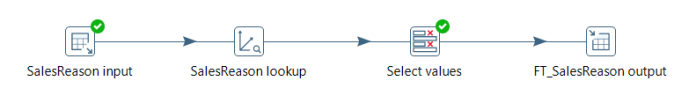 SalesReason input
SalesReason lookup
Select values
FT_SalesReason output